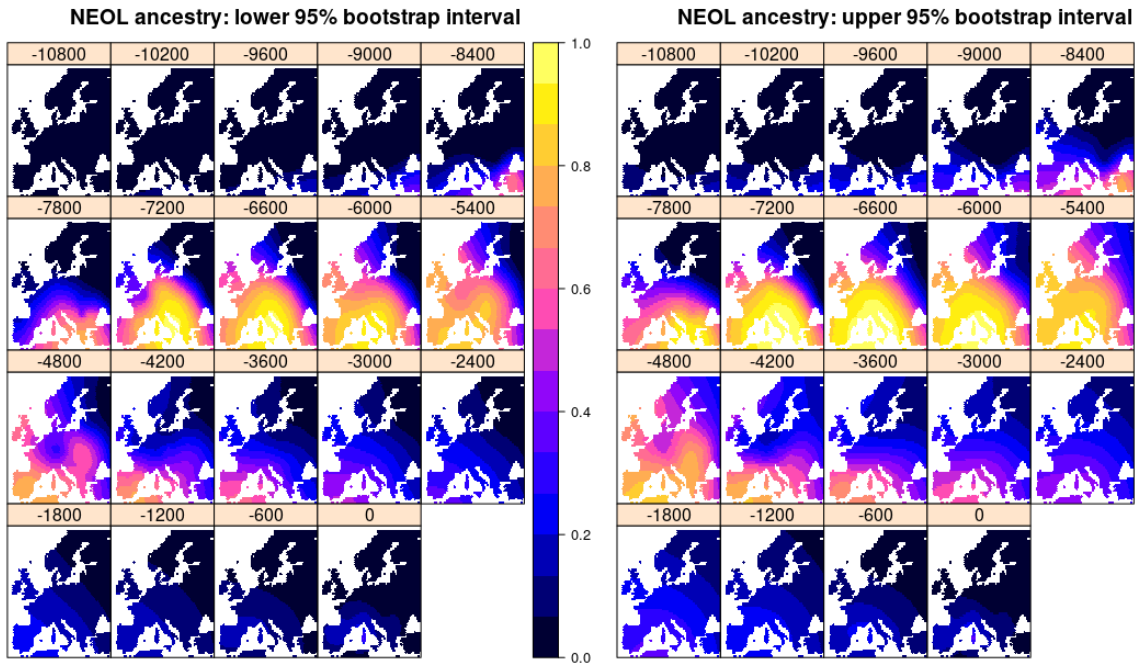 NEOL ancestry: lower 95% bootstrap interval
-10800 -10200 -9600 -9000 -8400
-7800 -7200 -6600 -6000 -5400
-4800 -4200 -3600 -3000 -2400
-1800 -1200 -600 0
1.0
0.8
0.6
0.4
0.2
0.0
NEOL ancestry: upper 95% bootstrap interval
-10800 -10200 -9600 -9000 -8400
-7800 -7200 -6600 -6000 -5400
-4800 -4200 -3600 -3000 -2400
-1800 -1200 -600 0